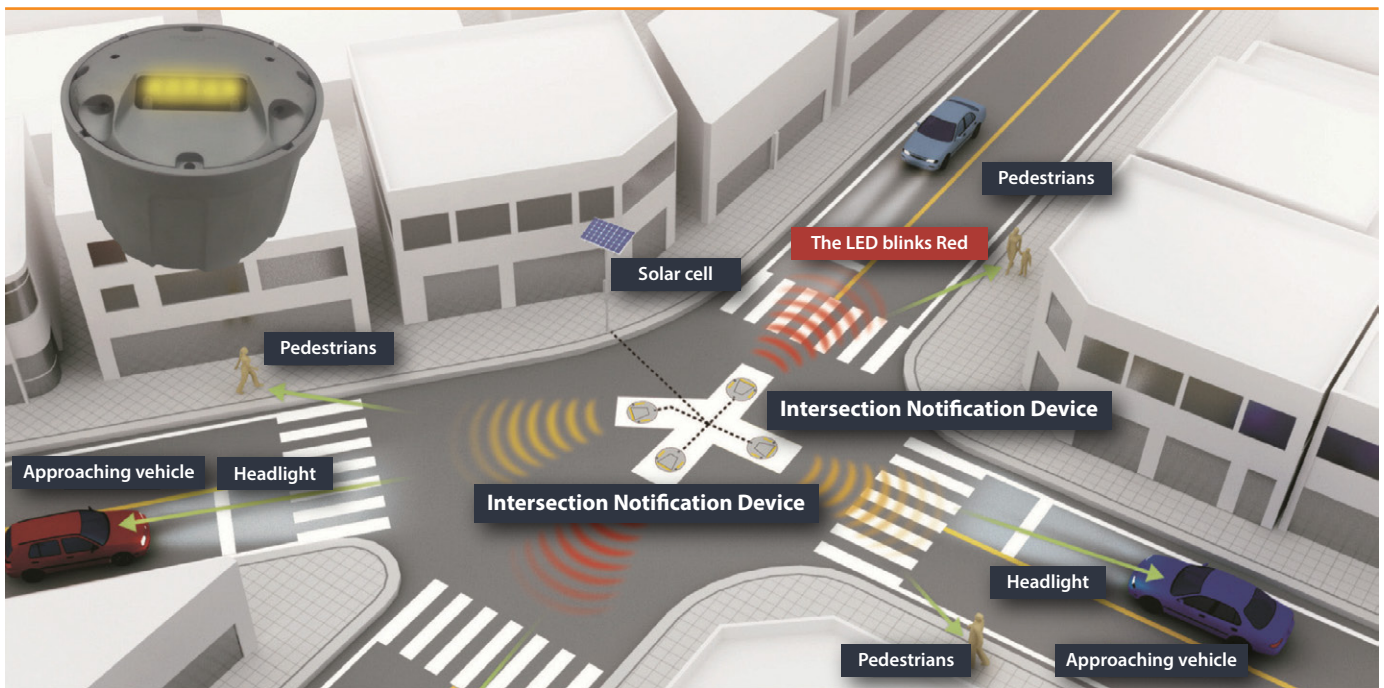 Pedestrians
The LED blinks Red
Solar cell
Pedestrians
Intersection Notification Device
Approaching vehicle
Headlight
Intersection Notification Device
Headlight
Pedestrians
Approaching vehicle